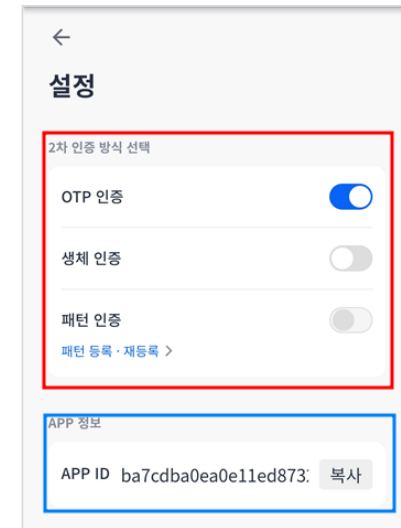 설정
2차 인증 방식 선택
OTP 인증
생체 인증
패턴 인증
패턴 등록 · 재등록 >
APP 정보
APP ID ba7cdba0ea0e11ed873: 복사